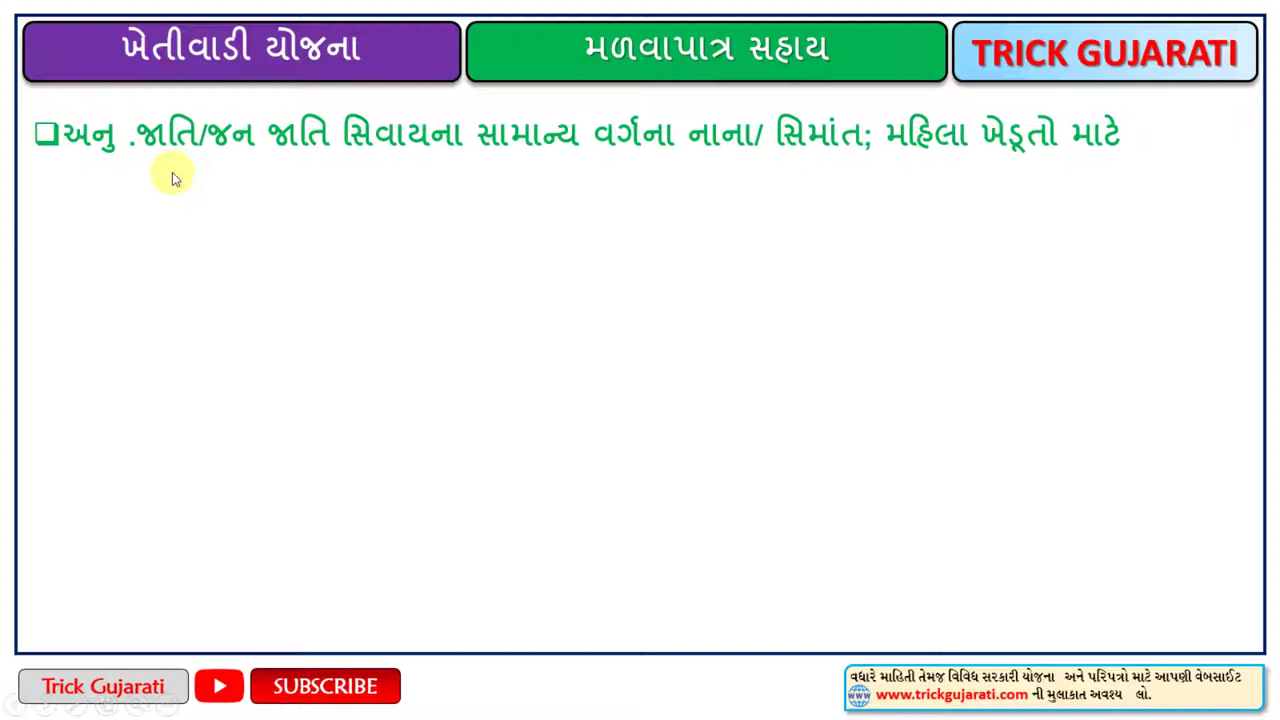 ખેતીવાડી યોજના
મળવાપાત્ર સહાય
TRICK GUJARATI
અનુ .જાતિ/જન જાતિ સિવાયના સામાન્ય વર્ગના નાના/ સિમાંત; મહિલા ખેડૂતો માટે
Trick Gujarati
SUBSCRIBE
વધારે માહિતી તેમજ વિવિધ સરકારી યોજના અને પરિપત્રો માટે આપણી વેબસાઈટ
www.trickgujarati.com ની મુલાકાત અવશ્ય લો.